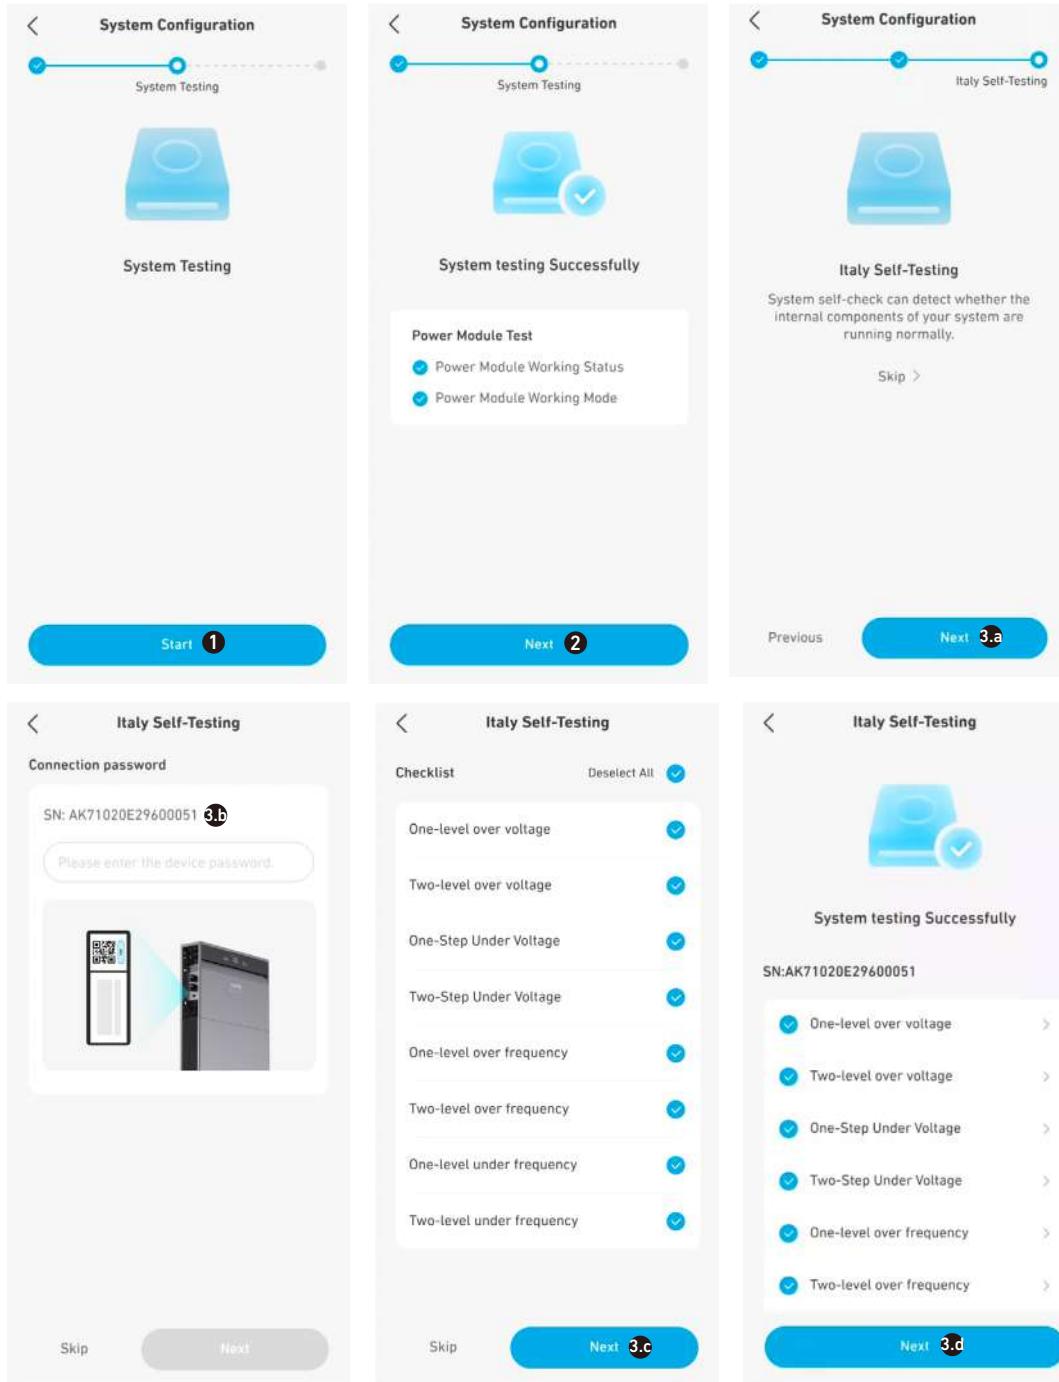 System Configuration
System Testing
System Testing
Start 1
System Configuration
System Testing
System testing Successfully
Power Module Test
Power Module Working Status
Power Module Working Mode
Next 2
System Configuration
Italy Self-Testing
Italy Self-Testing
System self-check can detect whether the
internal components of your system are
running normally.
Skip >
Previous
Next 3.a
Italy Self-Testing
Connection password
SN: AK71020E29600051 3.b
Please enter the device password.
Skip
Next
Italy Self-Testing
Checklist
Deselect All
One-level over voltage
Two-level over voltage
One-Step Under Voltage
Two-Step Under Voltage
One-level over frequency
Two-level over frequency
One-level under frequency
Two-level under frequency
Skip
Next 3.c
Italy Self-Testing
System testing Successfully
SN:AK71020E29600051
One-level over voltage
Two-level over voltage
One-Step Under Voltage
Two-Step Under Voltage
One-level over frequency
Two-level over frequency
Next 3.d